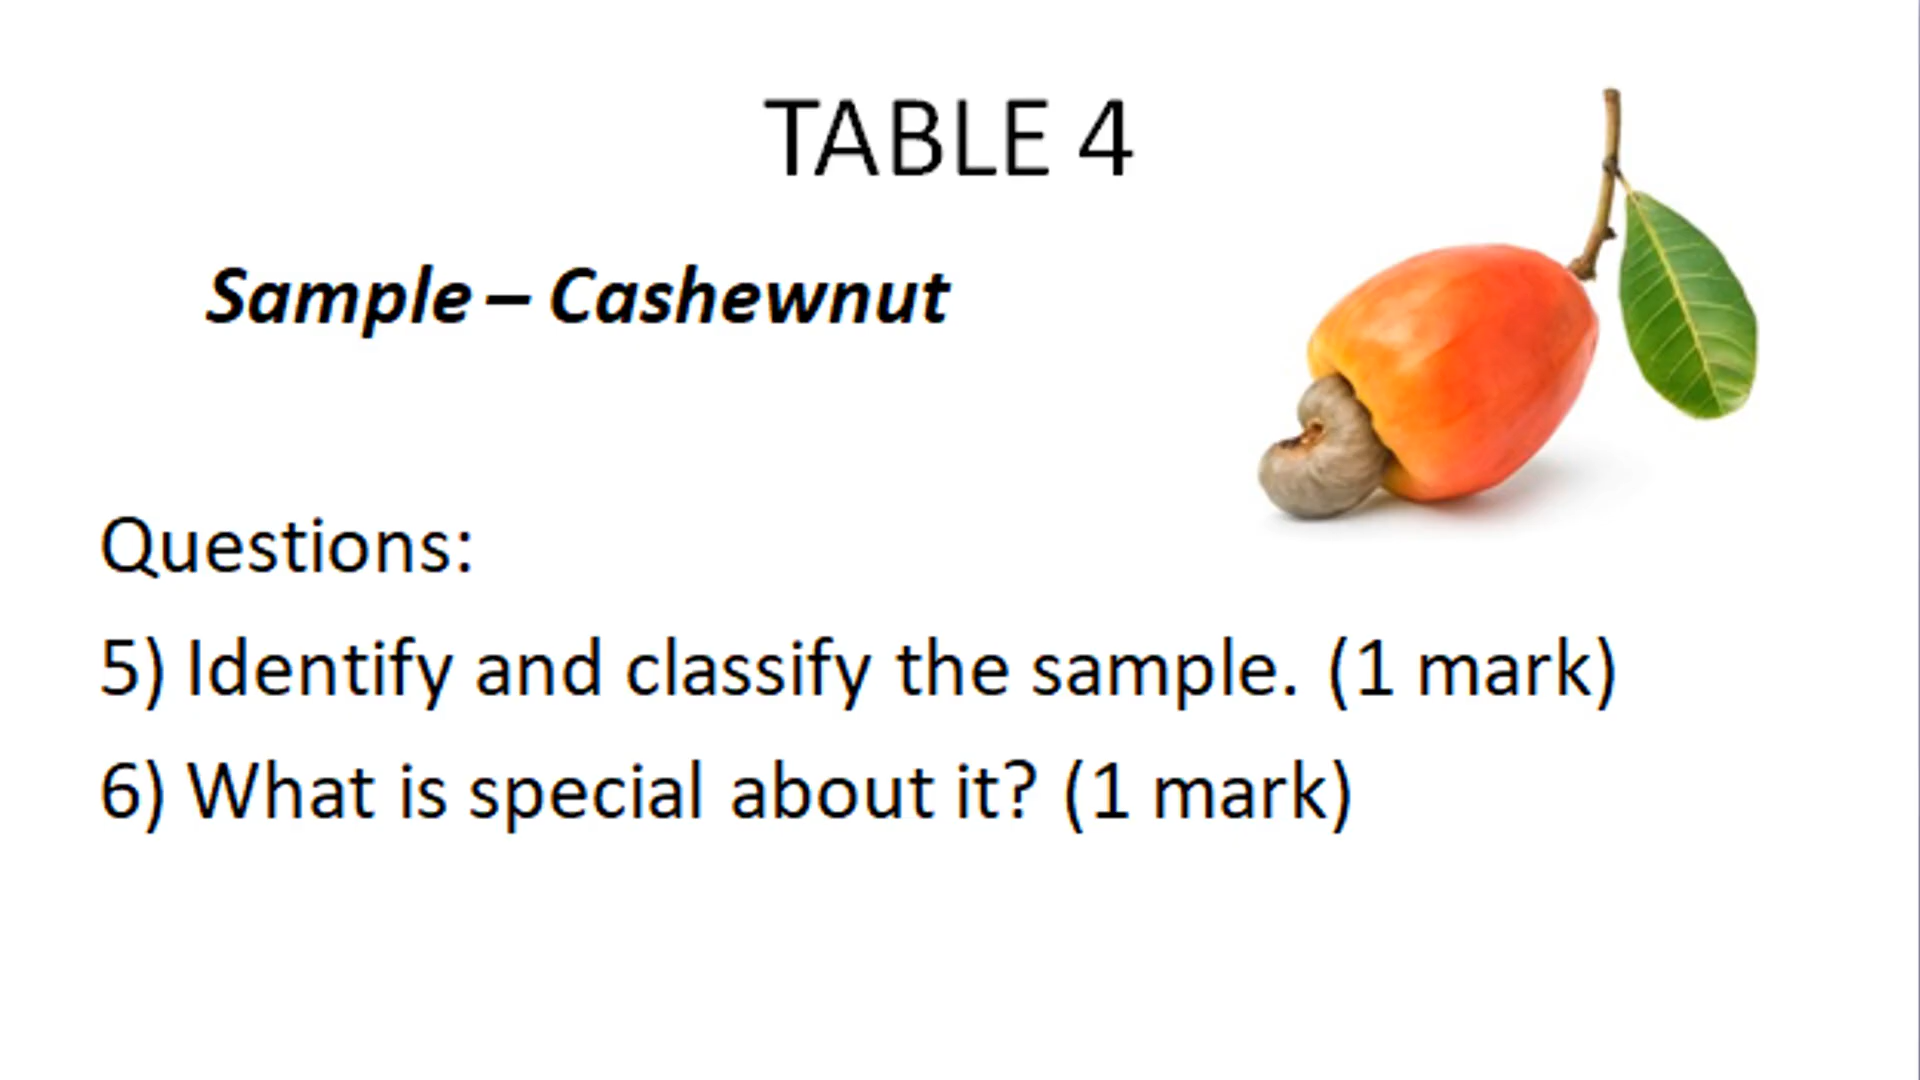 TABLE 4
Sample – Cashewnut
Questions:
5) Identify and classify the sample. (1 mark)
6) What is special about it? (1 mark)